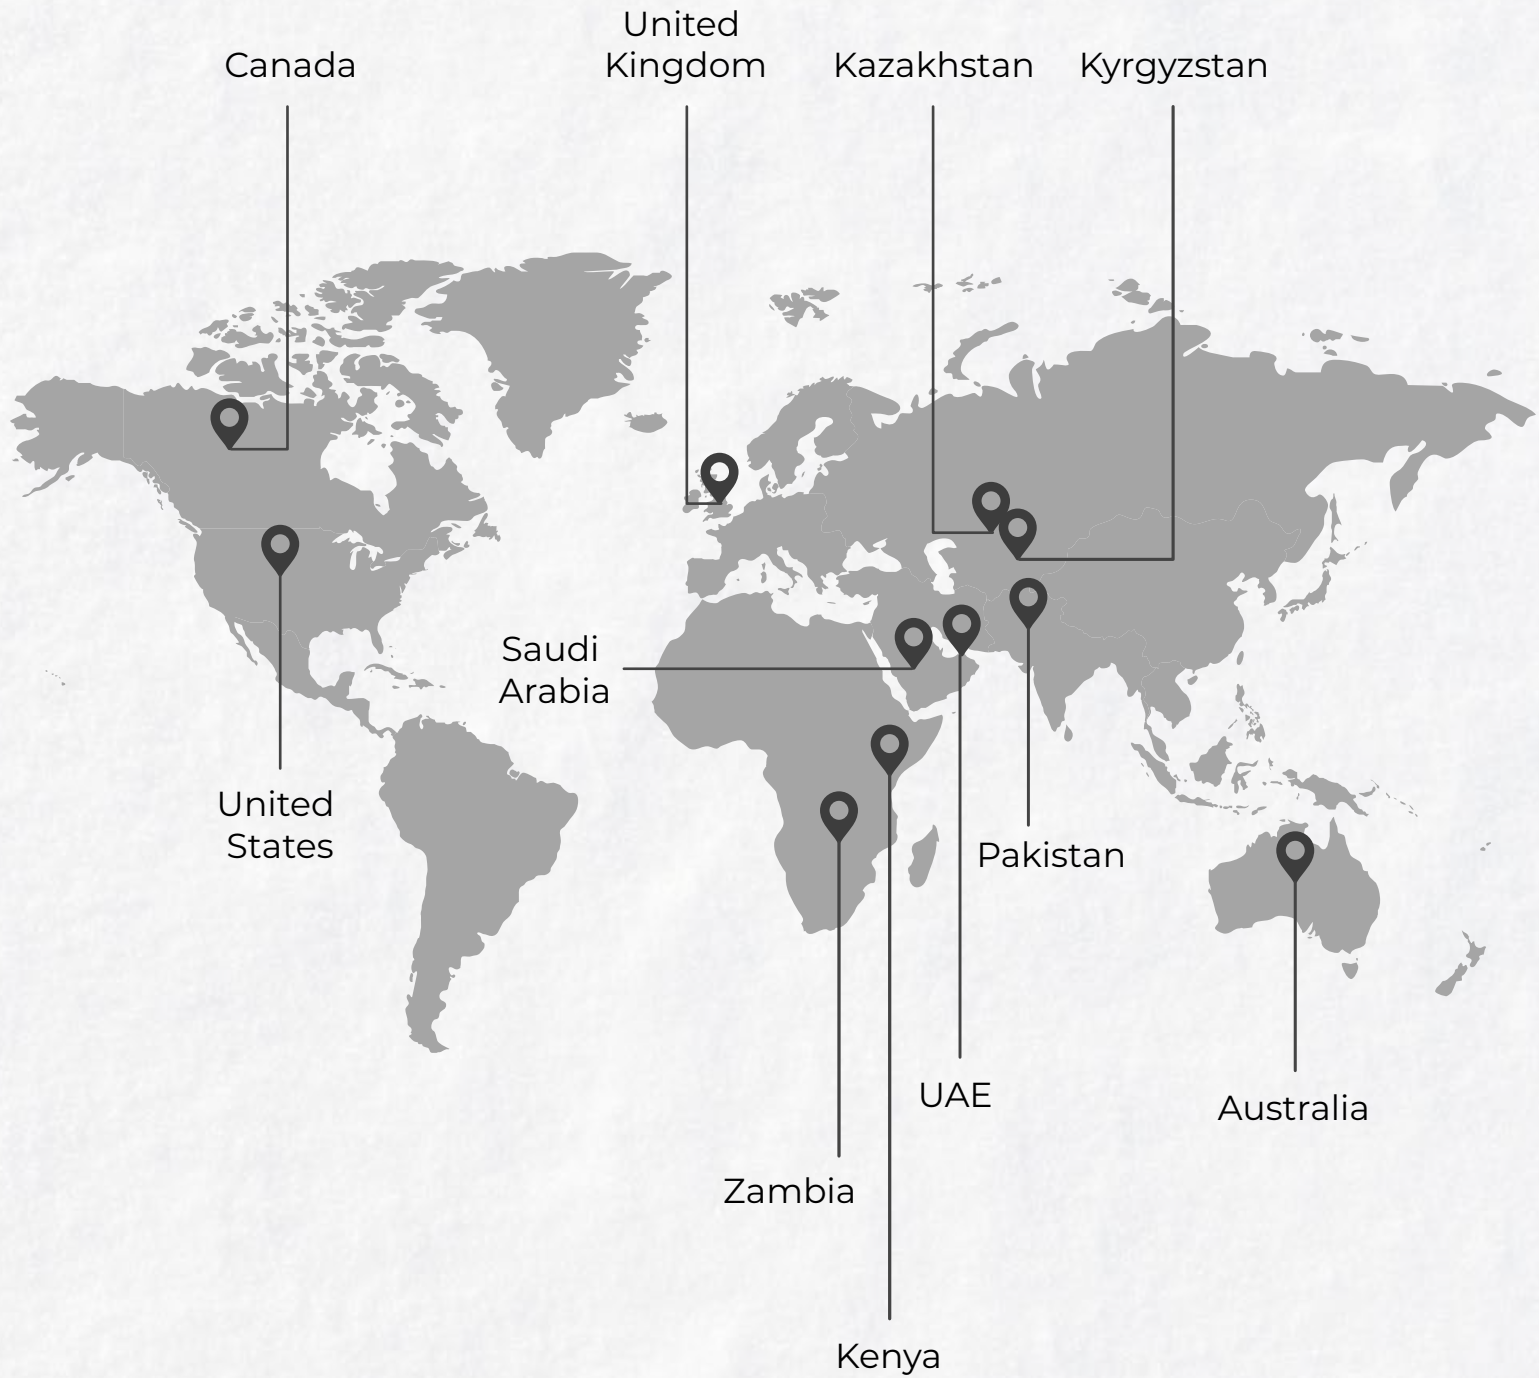 United
Kingdom
Canada
Kazakhstan
Kyrgyzstan
Saudi
Arabia
United
States
Pakistan
UAE
Australia
Zambia
Kenya